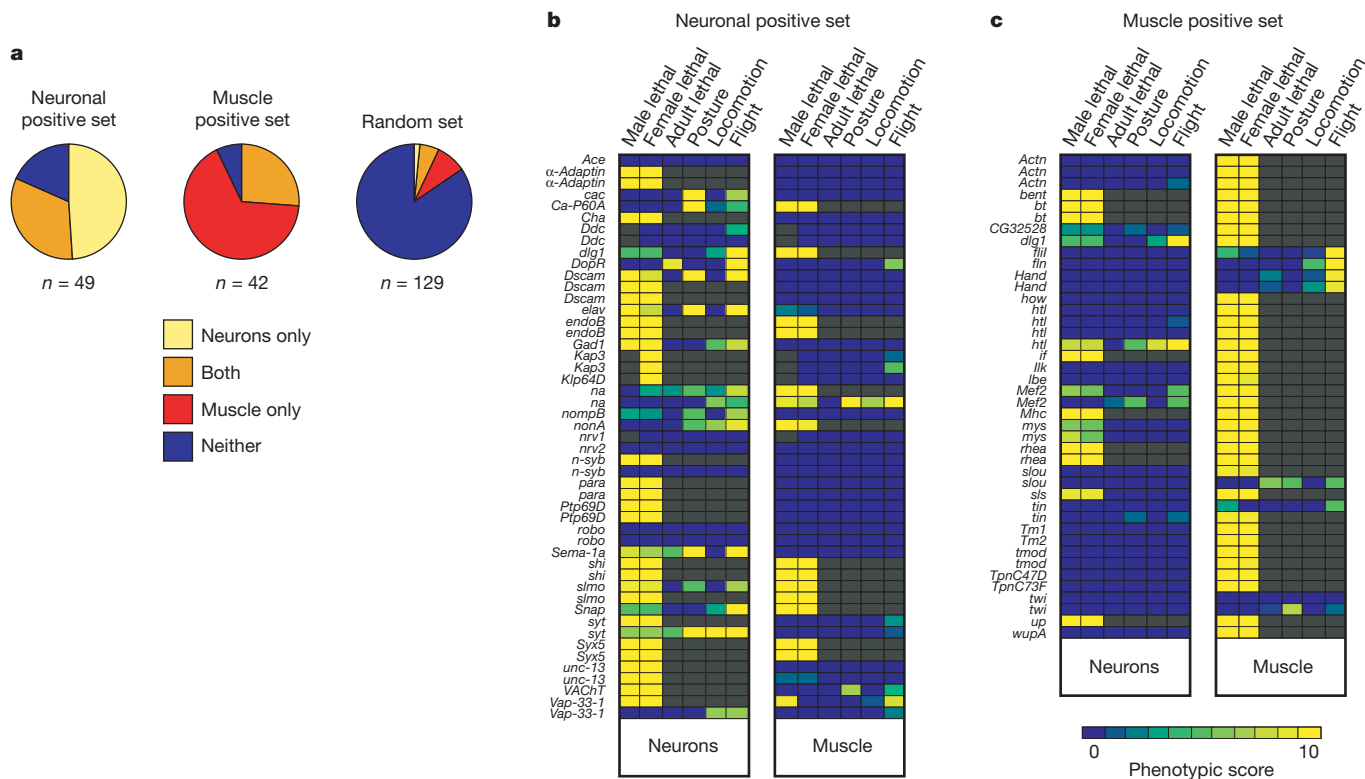 a
Neuronal positive set
Muscle positive set
Random set
n = 49
n = 42
n = 129
Neurons only
Both
Muscle only
Neither
b
Neuronal positive set
Male lethal
Female lethal
Adult lethal
Posture
Locomotion
Flight
Male lethal
Female lethal
Adult lethal
Posture
Locomotion
Flight
Ace
α-Adaptin
α-Adaptin
cac
Ca-P60A
Cha
Ddc
Ddc
dlg1
DopR
Dscam
Dscam
Dscam
elav
endoB
endoB
Gad1
Kap3
Kap3
Klp64D
na
na
nompB
nonA
nrv1
nrv2
n-syb
n-syb
para
para
Ptp69D
Ptp69D
robo
robo
Sema-1a
shi
shi
slmo
slmo
Snap
syt
syt
Syx5
Syx5
unc-13
unc-13
VAChT
Vap-33-1
Vap-33-1
Neurons
Muscle
c
Muscle positive set
Male lethal
Female lethal
Adult lethal
Posture
Locomotion
Flight
Male lethal
Female lethal
Adult lethal
Posture
Locomotion
Flight
Actn
Actn
Actn
bent
bt
bt
CG32528
dlg1
fliI
fln
Hand
Hand
how
htl
htl
htl
htl
if
Ilk
lbe
Mef2
Mef2
Mhc
mys
mys
rhea
rhea
slou
slou
sls
tin
tin
Tm1
Tm2
tmod
tmod
TpnC47D
TpnC73F
twi
twi
up
wupA
Neurons
Muscle
0
10
Phenotypic score